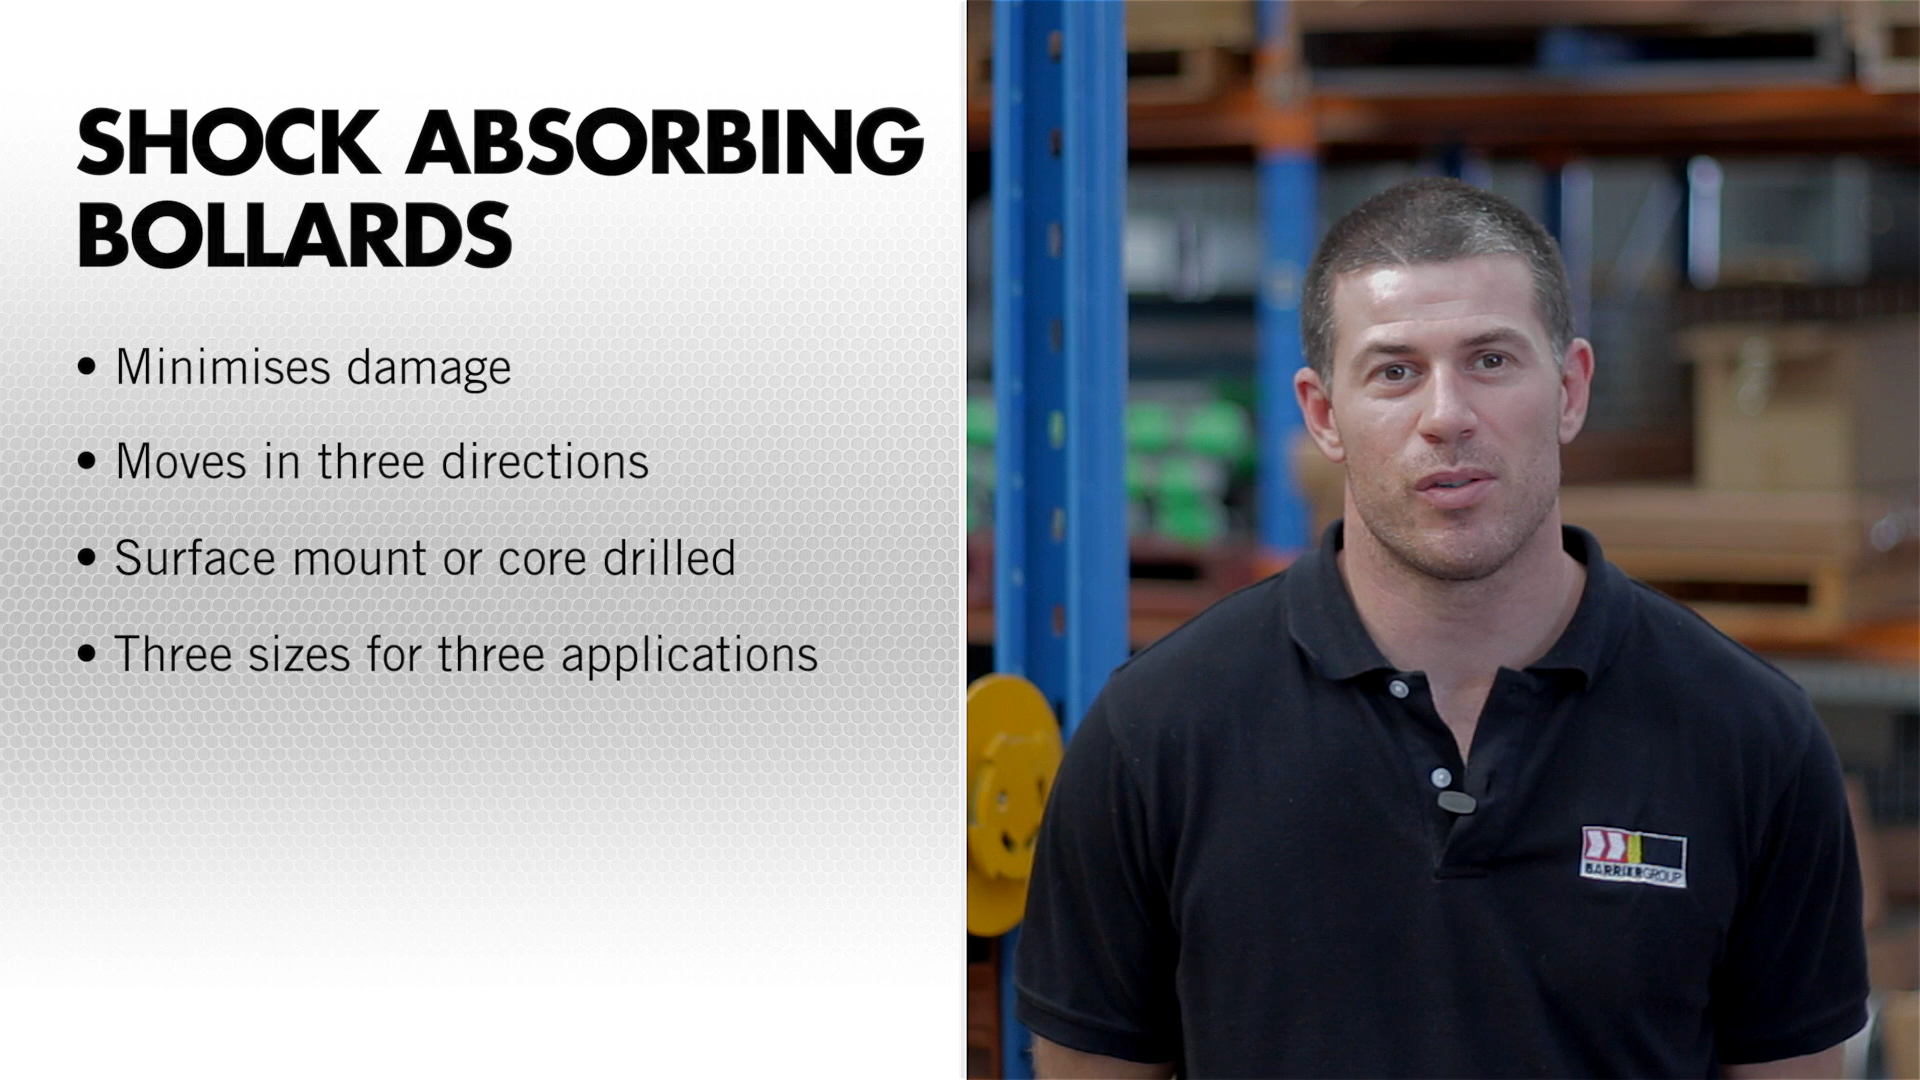 SHOCK ABSORBING
BOLLARDS
• Minimises damage
• Moves in three directions
• Surface mount or core drilled
• Three sizes for three applications
BARRIERGROUP